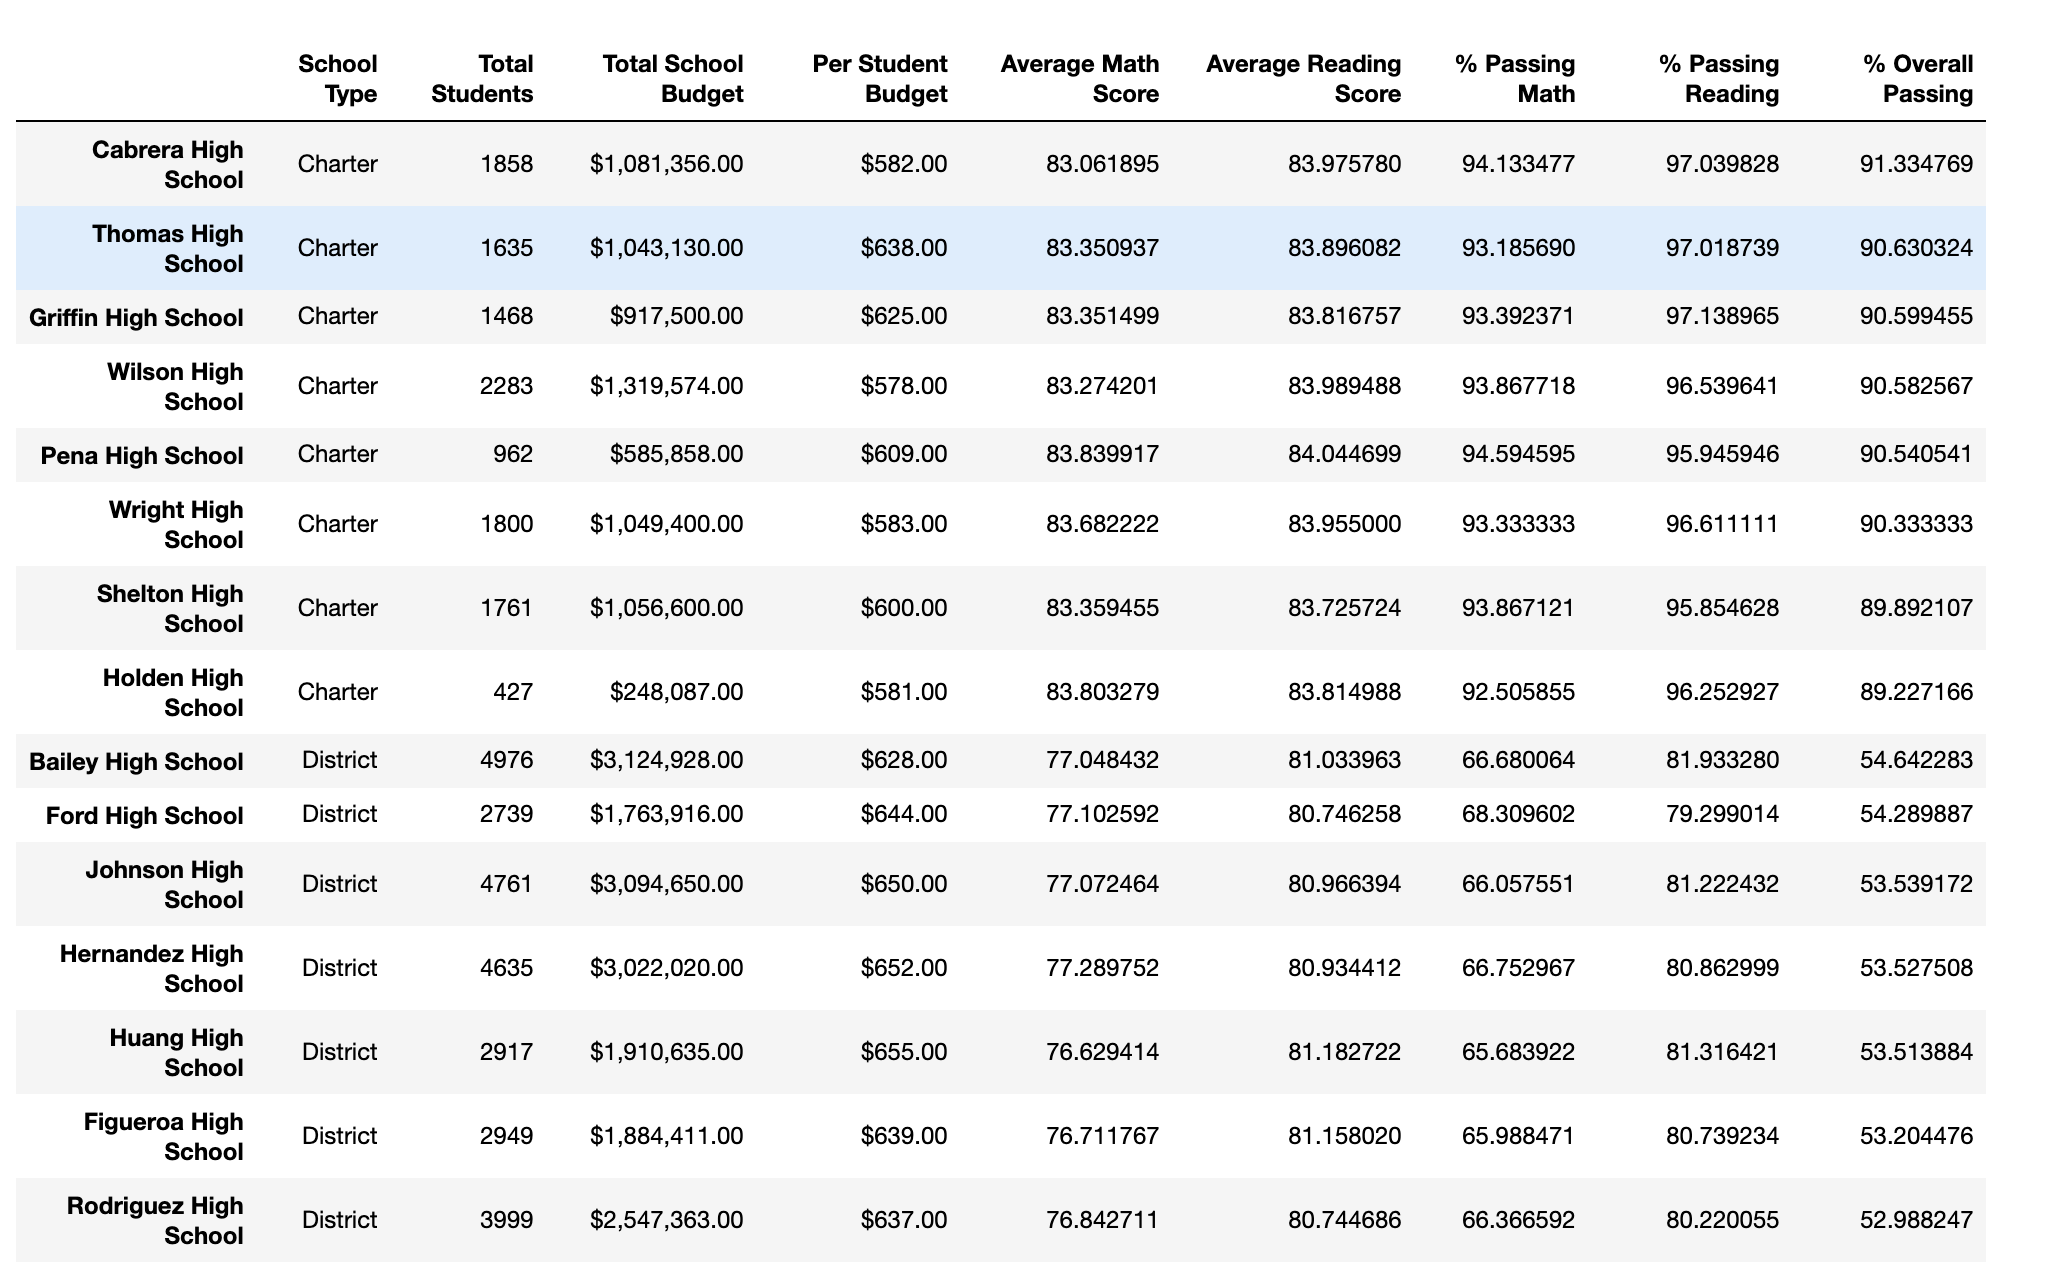 School Type Total Students Total School Budget Per Student Budget Average Math Score Average Reading Score % Passing Math % Passing Reading % Overall Passing
Cabrera High School Charter 1858 $1,081,356.00 $582.00 83.061895 83.975780 94.133477 97.039828 91.334769
Thomas High School Charter 1635 $1,043,130.00 $638.00 83.350937 83.896082 93.185690 97.018739 90.630324
Griffin High School Charter 1468 $917,500.00 $625.00 83.351499 83.816757 93.392371 97.138965 90.599455
Wilson High School Charter 2283 $1,319,574.00 $578.00 83.274201 83.989488 93.867718 96.539641 90.582567
Pena High School Charter 962 $585,858.00 $609.00 83.839917 84.044699 94.594595 95.945946 90.540541
Wright High School Charter 1800 $1,049,400.00 $583.00 83.682222 83.955000 93.333333 96.611111 90.333333
Shelton High School Charter 1761 $1,056,600.00 $600.00 83.359455 83.725724 93.867121 95.854628 89.892107
Holden High School Charter 427 $248,087.00 $581.00 83.803279 83.814988 92.505855 96.252927 89.227166
Bailey High School District 4976 $3,124,928.00 $628.00 77.048432 81.033963 66.680064 81.933280 54.642283
Ford High School District 2739 $1,763,916.00 $644.00 77.102592 80.746258 68.309602 79.299014 54.289887
Johnson High School District 4761 $3,094,650.00 $650.00 77.072464 80.966394 66.057551 81.222432 53.539172
Hernandez High School District 4635 $3,022,020.00 $652.00 77.289752 80.934412 66.752967 80.862999 53.527508
Huang High School District 2917 $1,910,635.00 $655.00 76.629414 81.182722 65.683922 81.316421 53.513884
Figueroa High School District 2949 $1,884,411.00 $639.00 76.711767 81.158020 65.988471 80.739234 53.204476
Rodriguez High School District 3999 $2,547,363.00 $637.00 76.842711 80.744686 66.366592 80.220055 52.988247